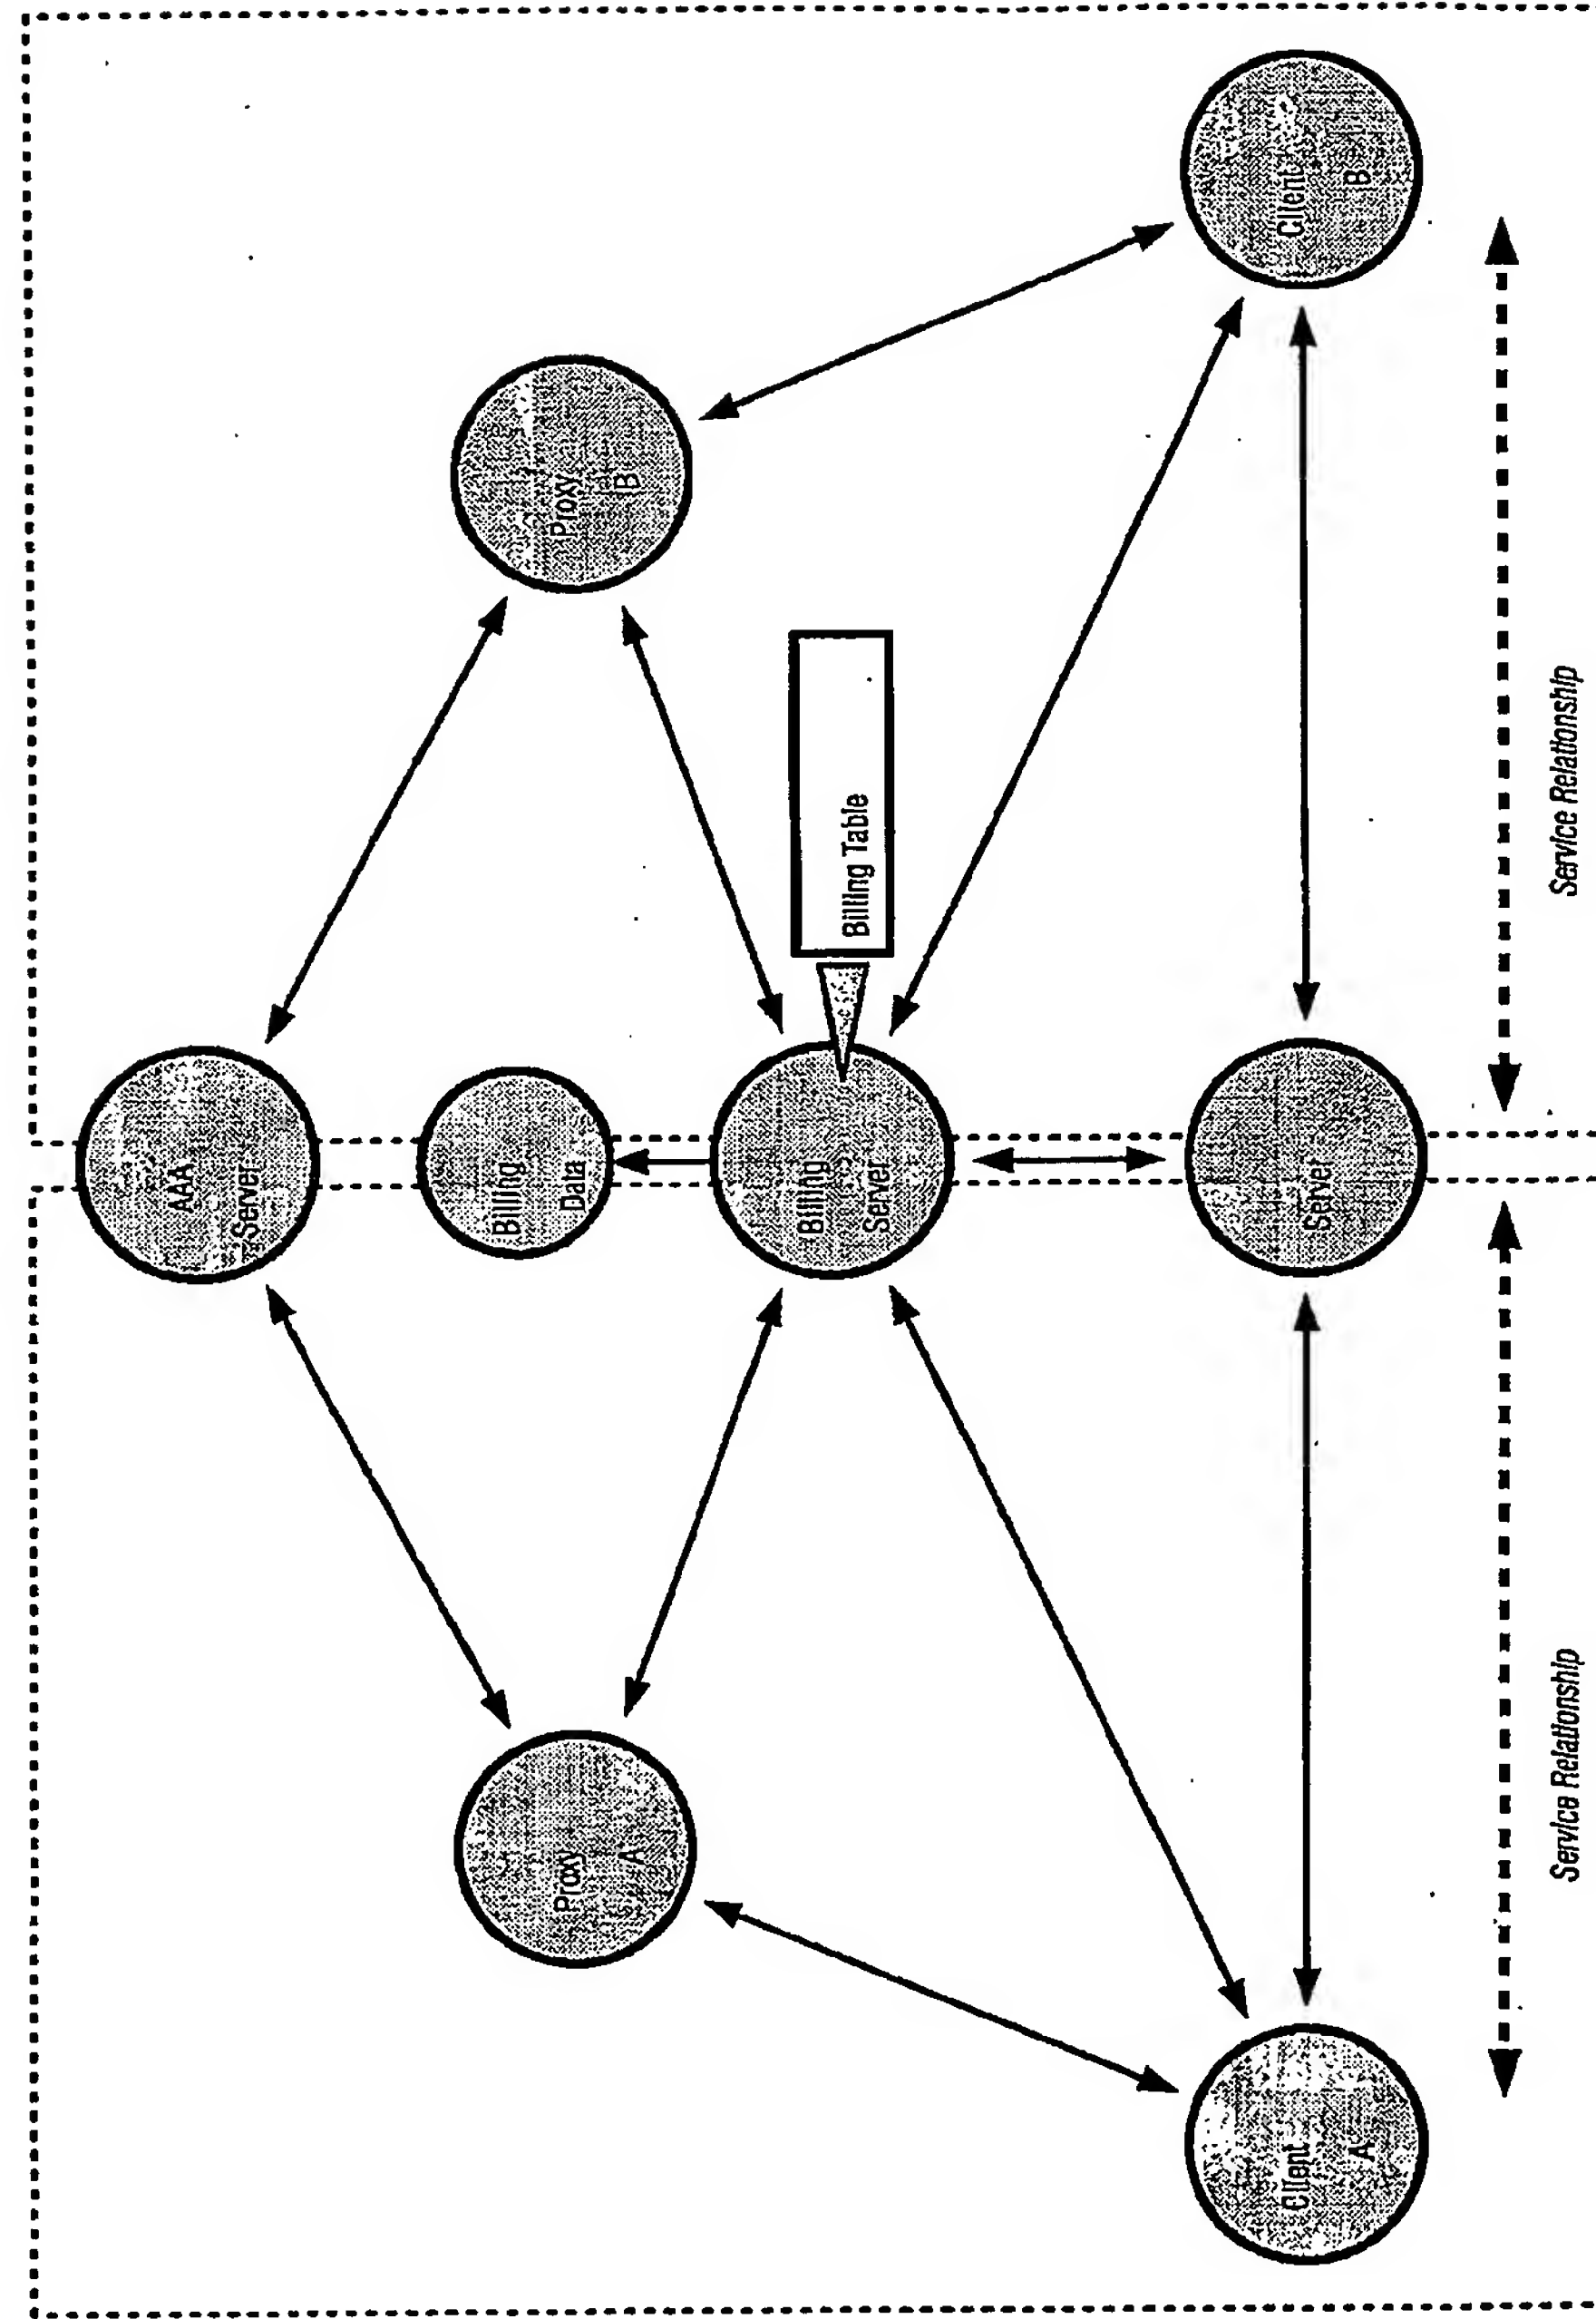 AAA
Server
Billing
Data
Proxy
A
Proxy
B
Billing
Server
Billing Table
Client
A
Server
Client
B
Service Relationship
Service Relationship